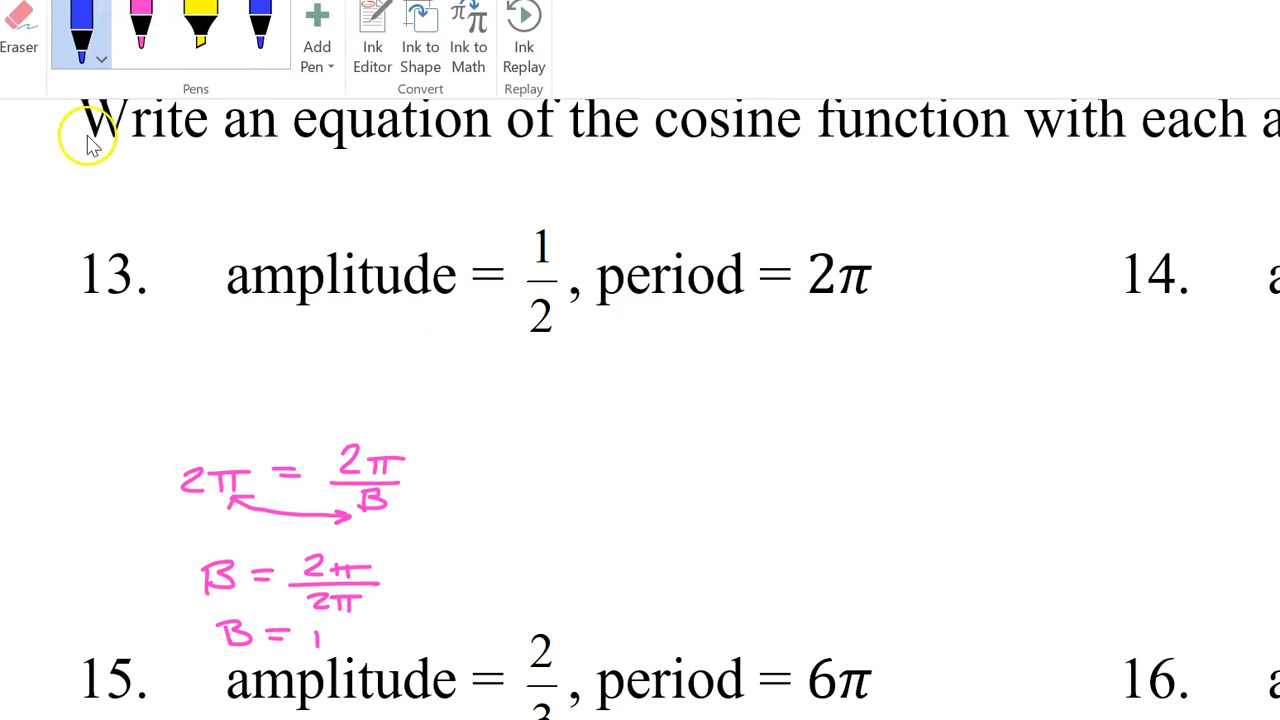 Eraser
Add Pen
Ink Editor
Ink to Shape
Ink to Math
Ink Replay
Pens
Convert
Replay
Write an equation of the cosine function with each a
13. amplitude = 1/2, period = 2π
14. a
2π = 2π/B
B = 2π/2π
B = 1
15. amplitude = 2/3, period = 6π
16. a